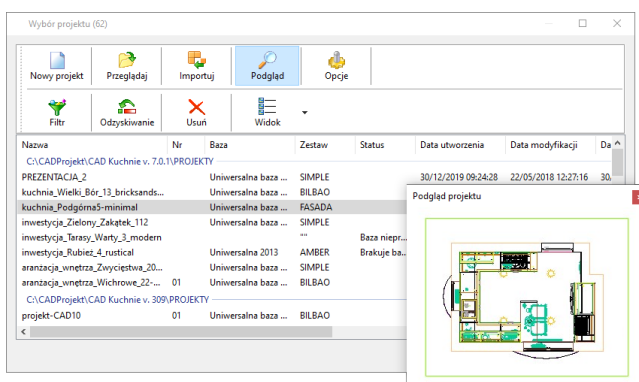 Wybór projektu (62)
Nowy projekt Przeglądaj Importuj Podgląd Opcje
Filtr Odzyskiwanie Usuń Widok
Nazwa Nr Baza Zestaw Status Data utworzenia Data modyfikacji Da
C:\CADProjekt\CAD Kuchnie v. 7.0.1\PROJEKTY
PREZENTACJA_2 Uniwersalna baza ... SIMPLE 30/12/2019 09:24:28 22/05/2018 12:27:16 30/
kuchnia_Wielki_Bór_13_bricksands... Uniwersalna baza ... BILBAO
kuchnia_Podgórna5-minimal Uniwersalna baza ... FASADA
inwestycja_Zielony_Zakątek_112 Uniwersalna baza ... SIMPLE
inwestycja_Tarasy_Warty_3_modern "" Baza niepr...
inwestycja_Rubież_4_rustical Uniwersalna 2013 AMBER Brakuje ba...
aranżacja_wnętrza_Zwycięstwa_20... Uniwersalna baza ... SIMPLE
aranżacja_wnętrza_Wichrowe_22-... 01 Uniwersalna baza ... BILBAO
C:\CADProjekt\CAD Kuchnie v. 309\PROJEKTY
projekt-CAD10 01 Uniwersalna baza ... BILBAO
Podgląd projektu